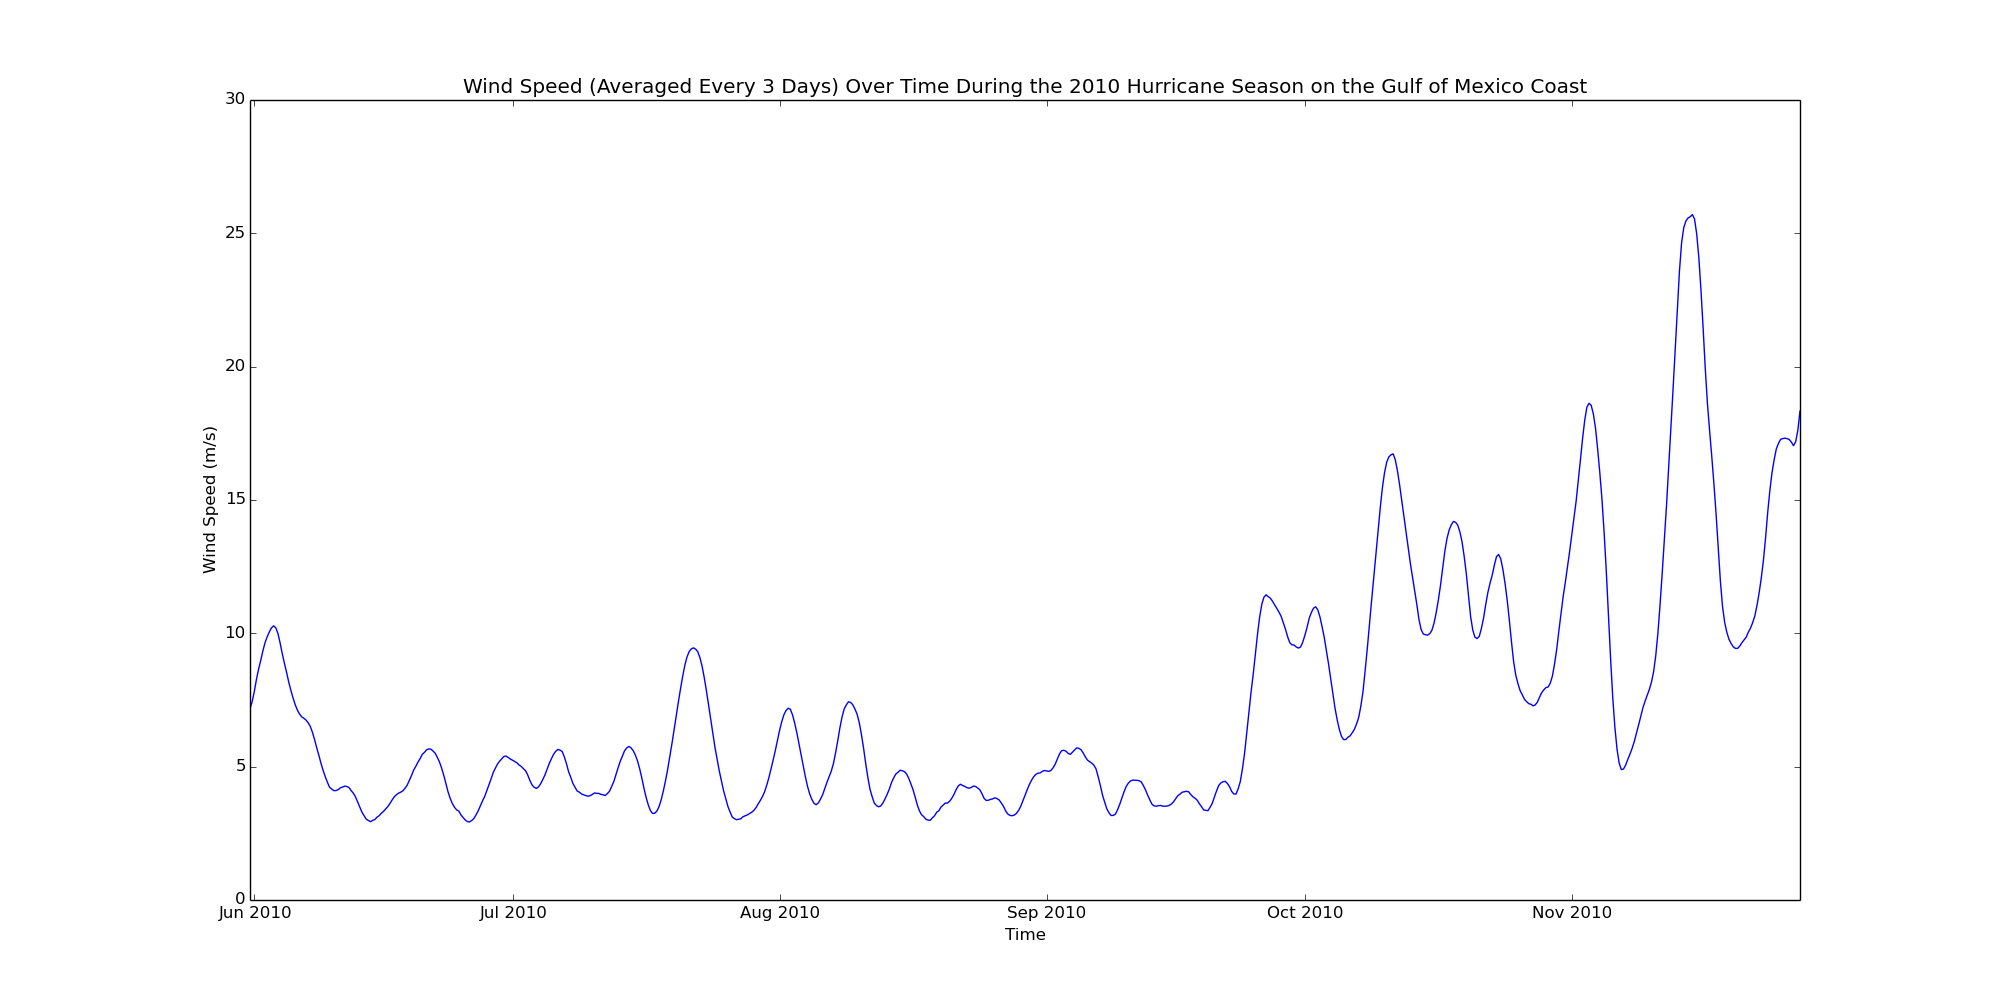 Wind Speed (Averaged Every 3 Days) Over Time During the 2010 Hurricane Season on the Gulf of Mexico Coast
30
25
20
15
10
5
0
Wind Speed (m/s)
Jun 2010 Jul 2010 Aug 2010 Sep 2010 Oct 2010 Nov 2010
Time